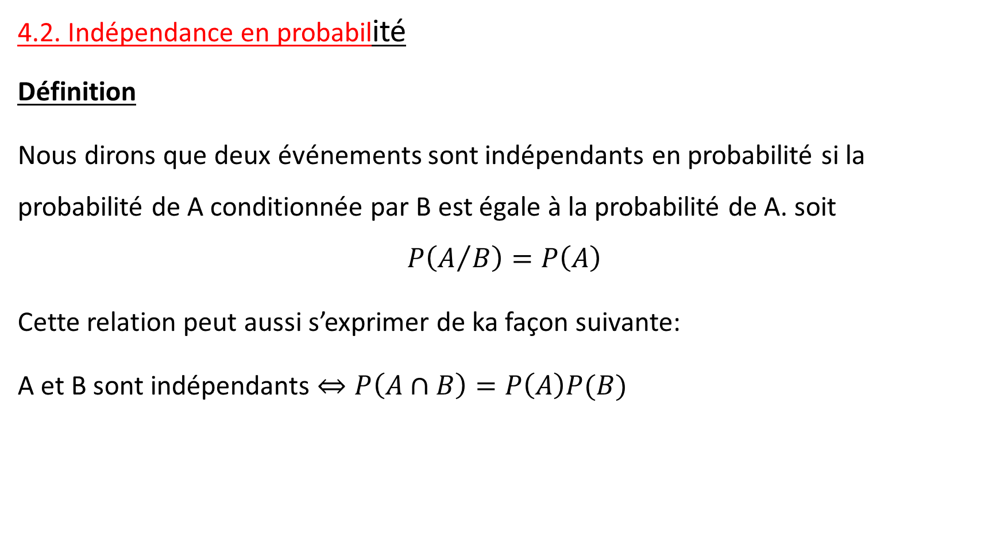 4.2. Indépendance en probabilité
Définition
Nous dirons que deux événements sont indépendants en probabilité si la
probabilité de A conditionnée par B est égale à la probabilité de A. soit
P(A/B) = P(A)
Cette relation peut aussi s’exprimer de ka façon suivante:
A et B sont indépendants ⇔ P(A ∩ B) = P(A)P(B)